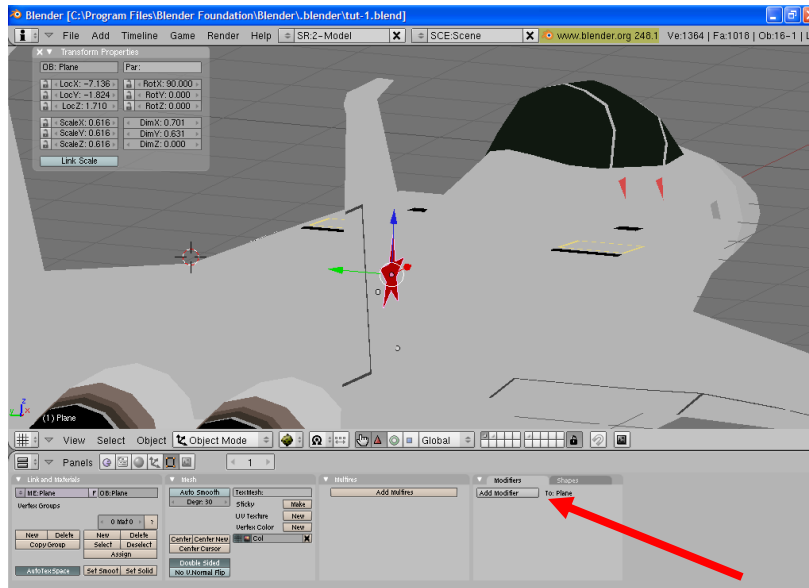 Blender [C:\Program Files\Blender Foundation\Blender\.blender\tut-1.blend]
File Add Timeline Game Render Help SR:2-Model SCE:Scene www.blender.org 248.1 Ve:1364 | Fa:1018 | Ob:16-1 | L
Transform Properties
OB: Plane Par:
LocX: -7.136 RotX: 90.000
LocY: -1.824 RotY: 0.000
LocZ: 1.710 RotZ: 0.000
ScaleX: 0.616 DimX: 0.701
ScaleY: 0.616 DimY: 0.631
ScaleZ: 0.616 DimZ: 0.000
Link Scale
z
x
y
(1) Plane
View Select Object Object Mode Global
Panels 1
Link and Materials Mesh Multires Modifiers Shapes
ME:Plane F OB:Plane Auto Smooth TexMesh: Add Multires Add Modifier To: Plane
Vertex Groups Degr: 30 Sticky Make
0 Mat 0 ? UV Texture New
New Delete New Delete Vertex Color New
Copy Group Select Deselect Center Center New Col
Assign Center Cursor
AutoTexSpace Set Smoot Set Solid Double Sided
No V.Normal Flip